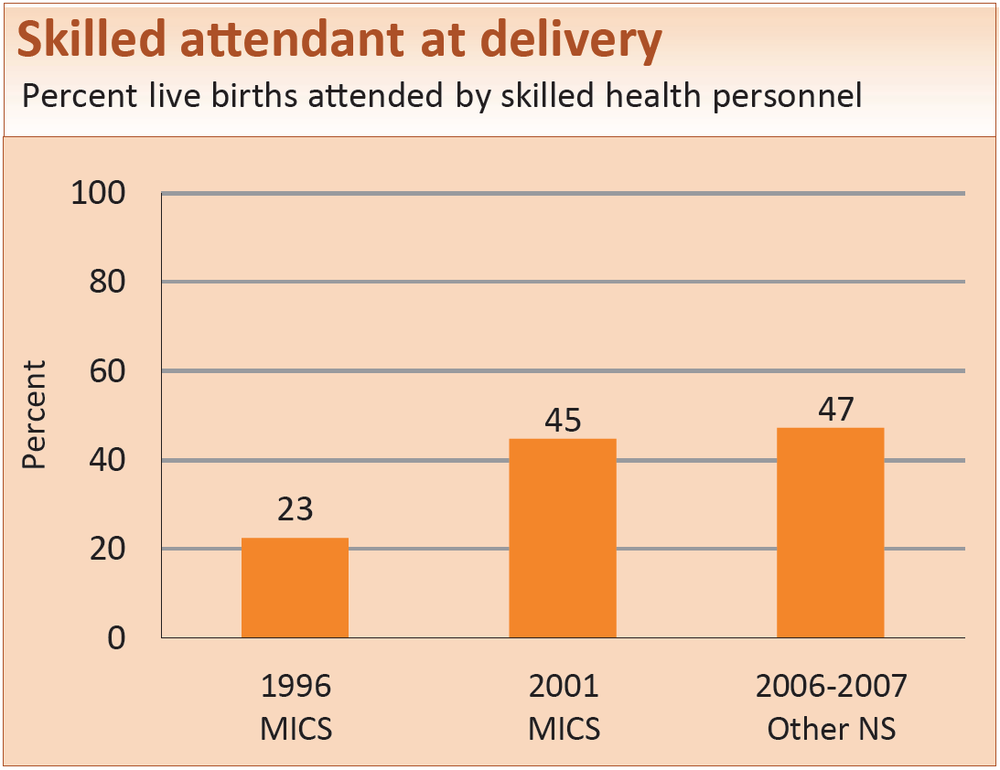 Skilled attendant at delivery
Percent live births attended by skilled health personnel
Percent
100
80
60
40
20
0
23
45
47
1996
MICS
2001
MICS
2006-2007
Other NS